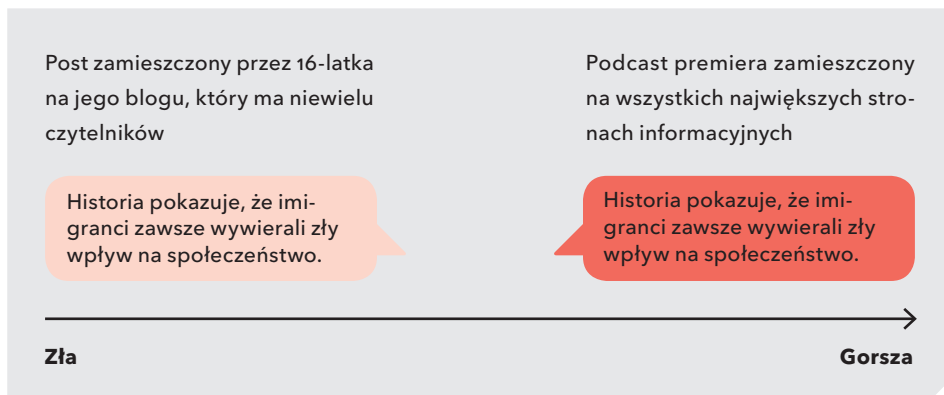 Post zamieszczony przez 16-latka
na jego blogu, który ma niewielu
czytelników
Podcast premiera zamieszczony
na wszystkich największych stro-
nach informacyjnych
Historia pokazuje, że imi-
granci zawsze wywierali zły
wpływ na społeczeństwo.
Historia pokazuje, że imi-
granci zawsze wywierali zły
wpływ na społeczeństwo.
Zła
Gorsza